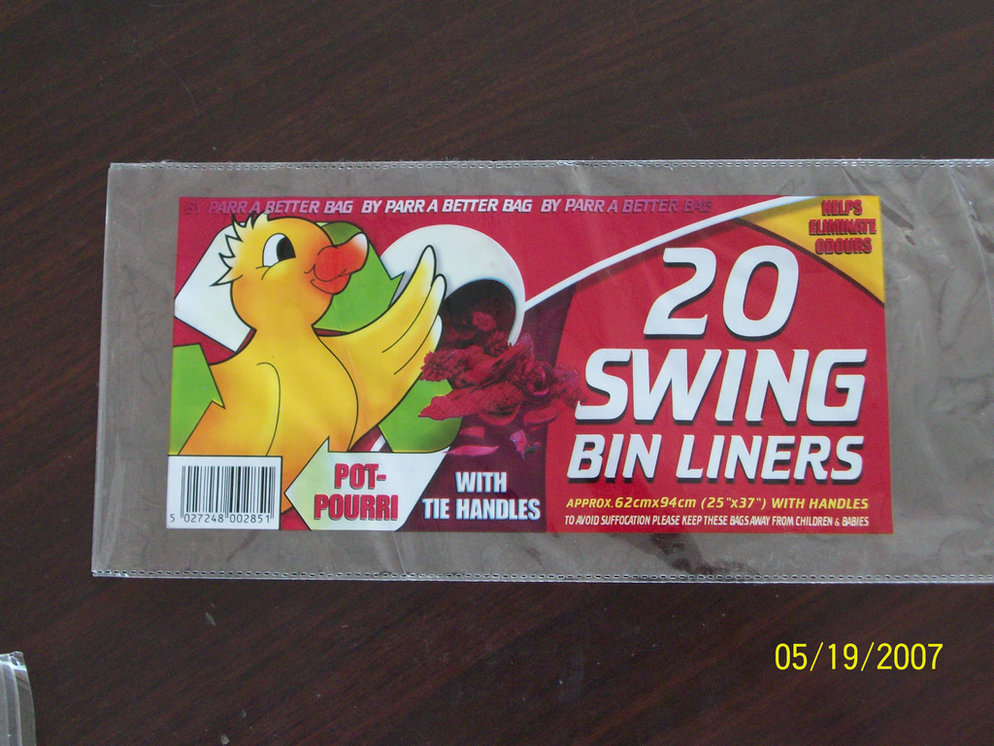 BY PARR A BETTER BAG BY PARR A BETTER BAG BY PARR A BETTER BAG
HELPS
ELIMINATE
ODOURS
20
SWING
BIN LINERS
POT-
POURRI
WITH
TIE HANDLES
APPROX.62cmx94cm (25"x37") WITH HANDLES
TO AVOID SUFFOCATION PLEASE KEEP THESE BAGS AWAY FROM CHILDREN & BABIES
5 027248 002851
05/19/2007